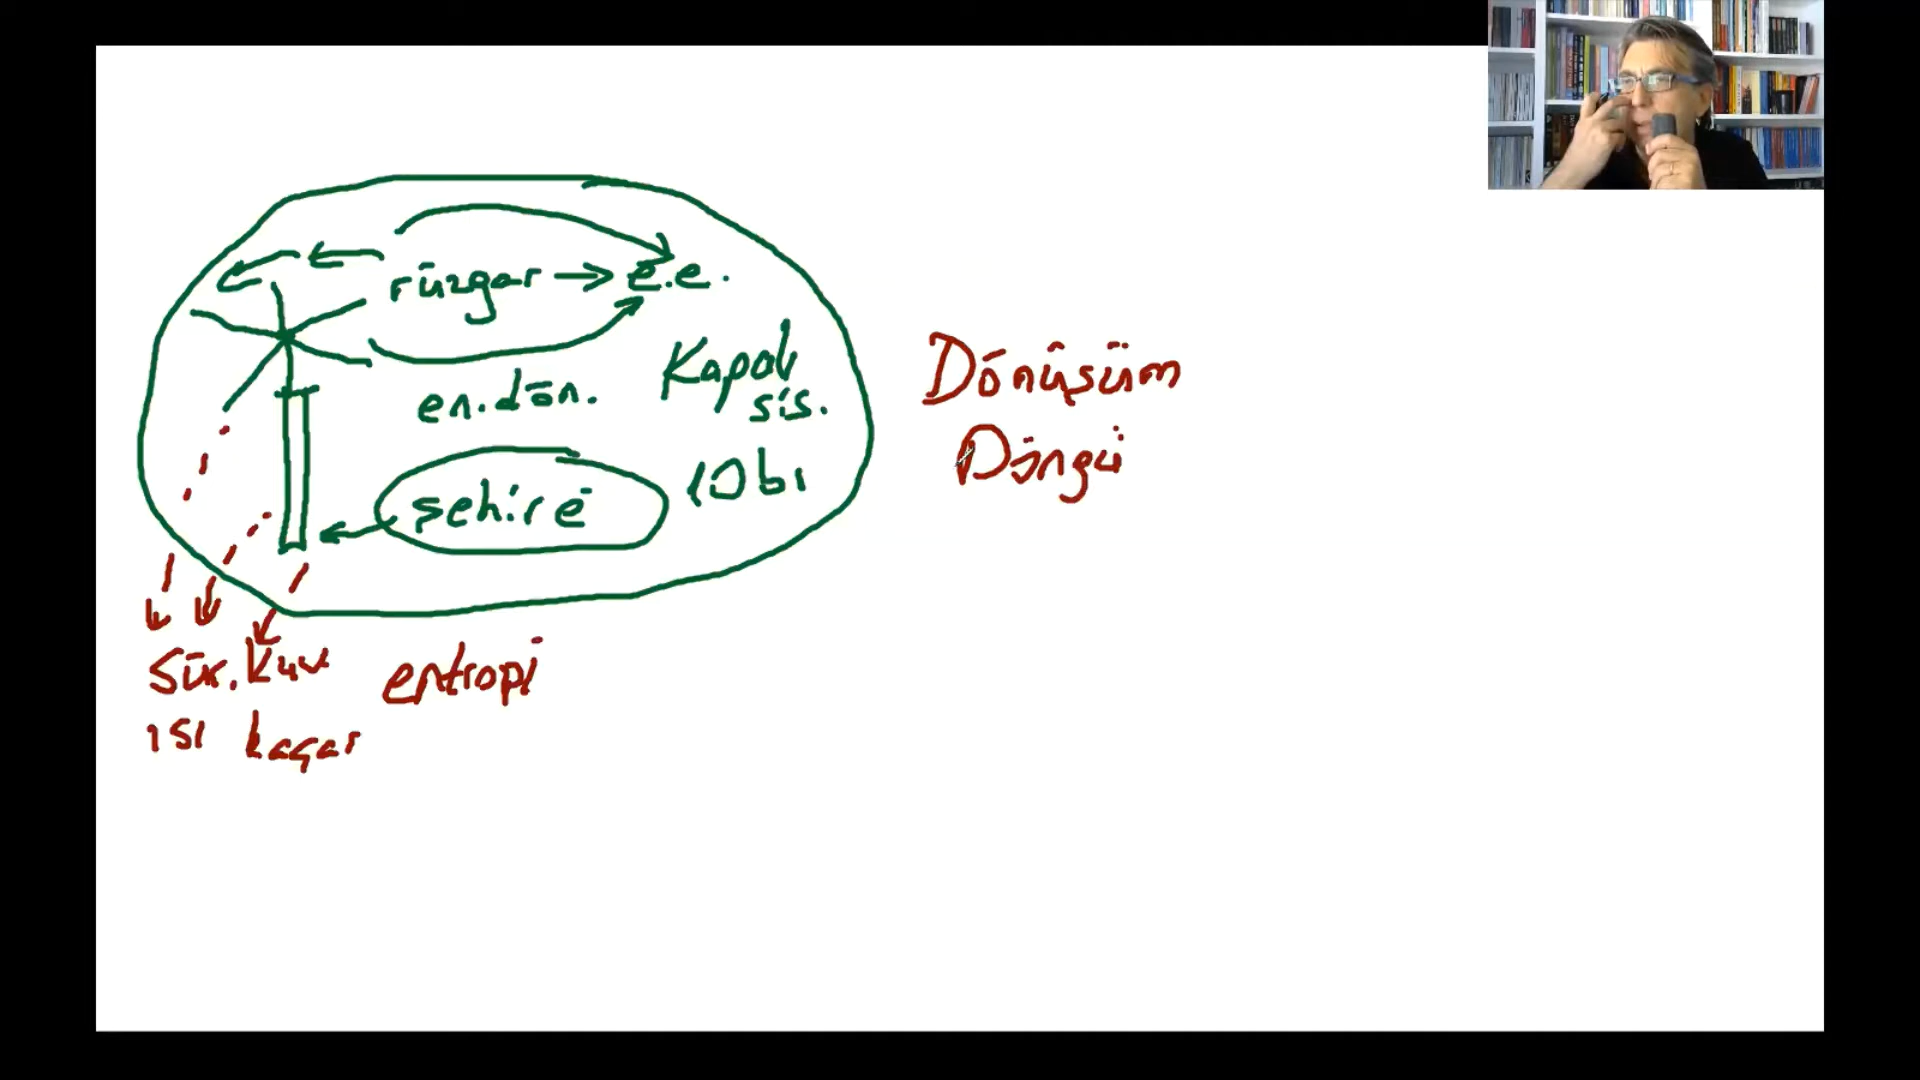 rüzgar → e.e.
en.dön.
Kapalı
sis.
şehire
10bı
Sür. kuv
entropi
ısı kaçar
Dönüşüm
Döngü